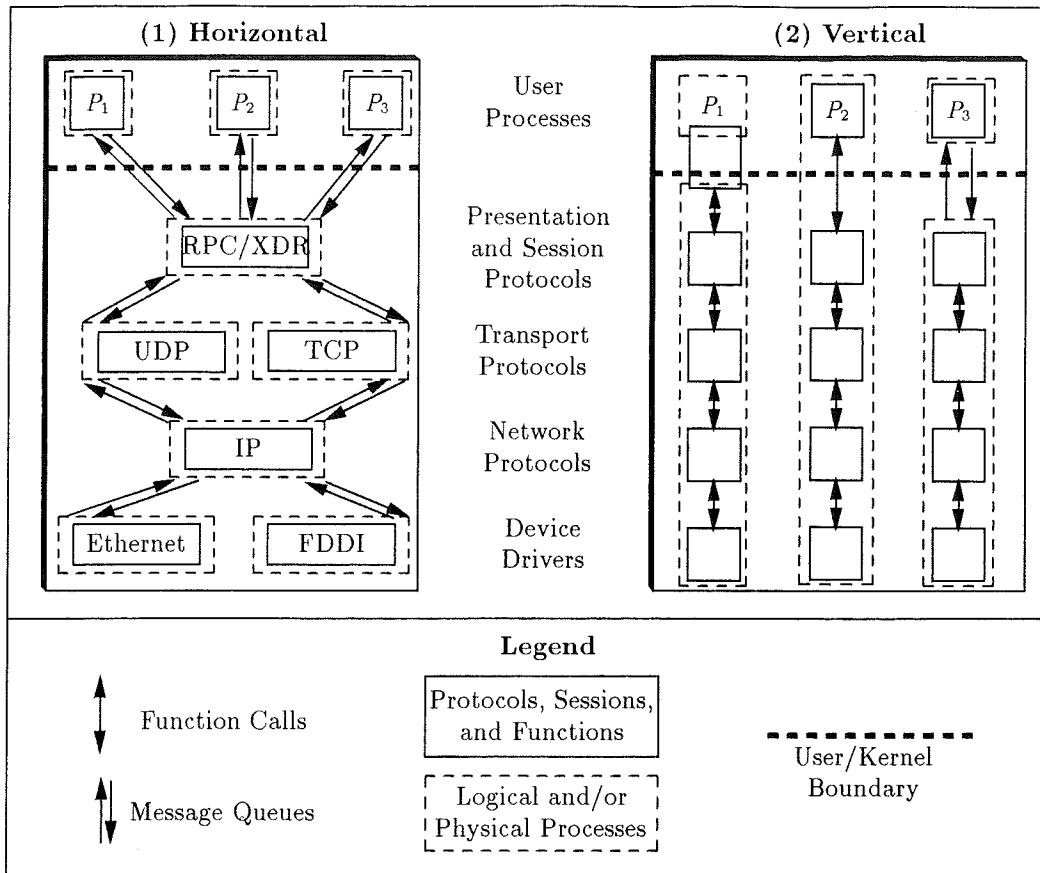 (1) Horizontal
(2) Vertical
P1
P2
P3
User
Processes
P1
P2
P3
RPC/XDR
Presentation
and Session
Protocols
UDP
TCP
Transport
Protocols
IP
Network
Protocols
Ethernet
FDDI
Device
Drivers
Legend
Function Calls
Protocols, Sessions,
and Functions
User/Kernel
Boundary
Message Queues
Logical and/or
Physical Processes